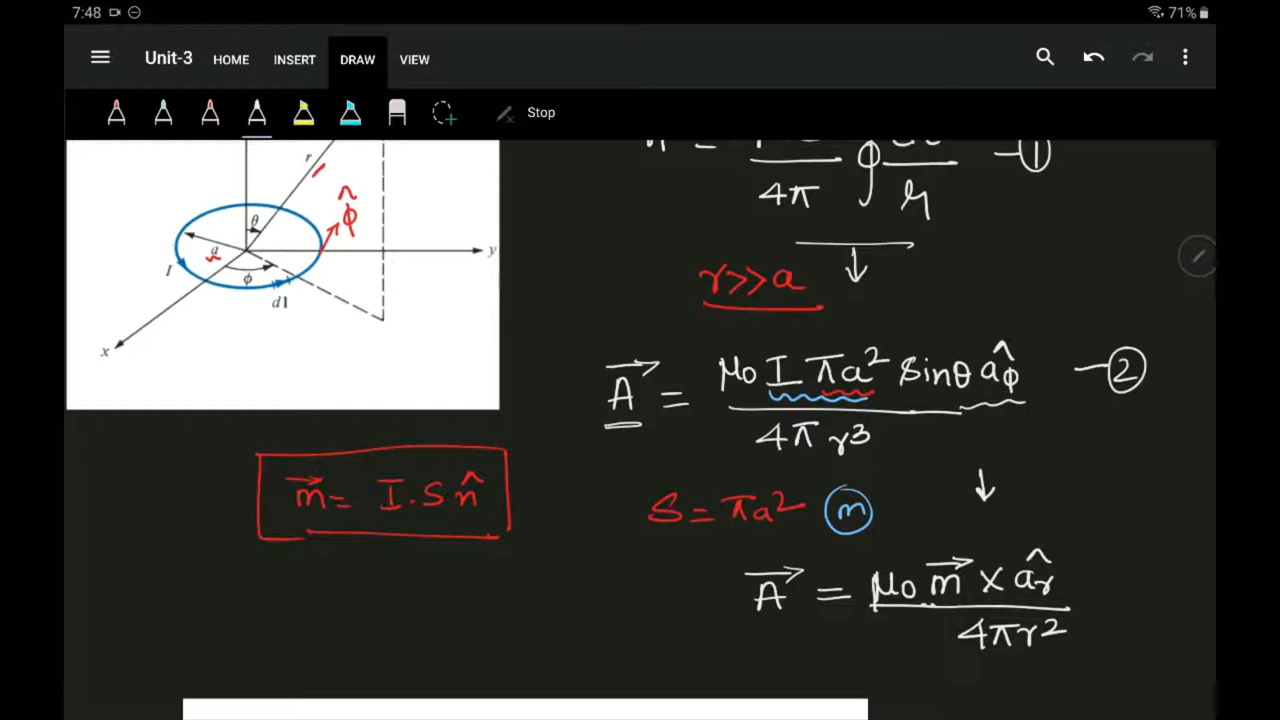 7:48 71%
Unit-3 HOME INSERT DRAW VIEW
Stop
4π ∮ r —①
r
θ
φ̂
a
y
I
φ
dl
x
r>>a
A⃗ = μ₀ I πa² sinθ âφ —②
4π r³
m⃗ = I.S n̂
S = πa² m
A⃗ = μ₀ m⃗ × âr
4πr²